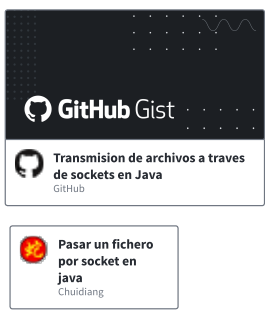 GitHub Gist
Transmision de archivos a traves
de sockets en Java
GitHub
蛇
Pasar un fichero
por socket en
java
Chuidiang